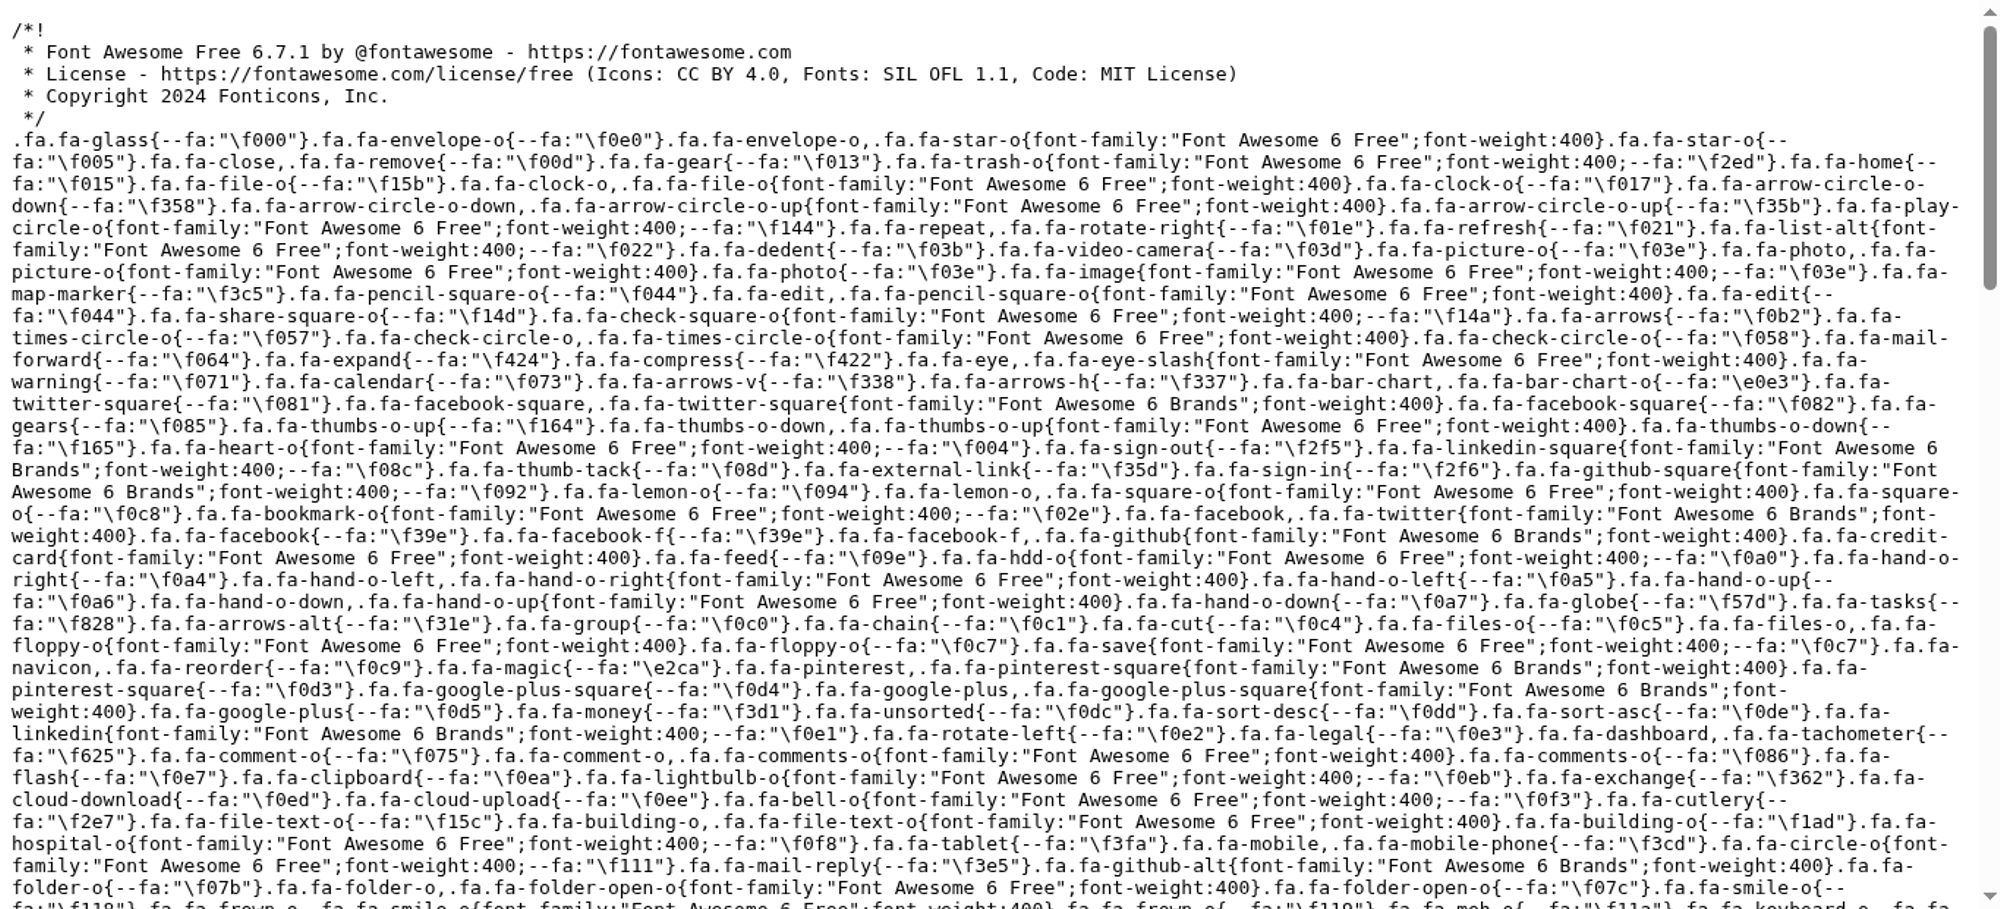 /*!
 * Font Awesome Free 6.7.1 by @fontawesome - https://fontawesome.com
 * License - https://fontawesome.com/license/free (Icons: CC BY 4.0, Fonts: SIL OFL 1.1, Code: MIT License)
 * Copyright 2024 Fonticons, Inc.
 */
.fa.fa-glass{--fa:"\f000"}.fa.fa-envelope-o{--fa:"\f0e0"}.fa.fa-envelope-o,.fa.fa-star-o{font-family:"Font Awesome 6 Free";font-weight:400}.fa.fa-star-o{--
fa:"\f005"}.fa.fa-close,.fa.fa-remove{--fa:"\f00d"}.fa.fa-gear{--fa:"\f013"}.fa.fa-trash-o{font-family:"Font Awesome 6 Free";font-weight:400;--fa:"\f2ed"}.fa.fa-home{--
fa:"\f015"}.fa.fa-file-o{--fa:"\f15b"}.fa.fa-clock-o,.fa.fa-file-o{font-family:"Font Awesome 6 Free";font-weight:400}.fa.fa-clock-o{--fa:"\f017"}.fa.fa-arrow-circle-o-
down{--fa:"\f358"}.fa.fa-arrow-circle-o-down,.fa.fa-arrow-circle-o-up{font-family:"Font Awesome 6 Free";font-weight:400}.fa.fa-arrow-circle-o-up{--fa:"\f35b"}.fa.fa-play-
circle-o{font-family:"Font Awesome 6 Free";font-weight:400;--fa:"\f144"}.fa.fa-repeat,.fa.fa-rotate-right{--fa:"\f01e"}.fa.fa-refresh{--fa:"\f021"}.fa.fa-list-alt{font-
family:"Font Awesome 6 Free";font-weight:400;--fa:"\f022"}.fa.fa-dedent{--fa:"\f03b"}.fa.fa-video-camera{--fa:"\f03d"}.fa.fa-picture-o{--fa:"\f03e"}.fa.fa-photo,.fa.fa-
picture-o{font-family:"Font Awesome 6 Free";font-weight:400}.fa.fa-photo{--fa:"\f03e"}.fa.fa-image{font-family:"Font Awesome 6 Free";font-weight:400;--fa:"\f03e"}.fa.fa-
map-marker{--fa:"\f3c5"}.fa.fa-pencil-square-o{--fa:"\f044"}.fa.fa-edit,.fa.fa-pencil-square-o{font-family:"Font Awesome 6 Free";font-weight:400}.fa.fa-edit{--
fa:"\f044"}.fa.fa-share-square-o{--fa:"\f14d"}.fa.fa-check-square-o{font-family:"Font Awesome 6 Free";font-weight:400;--fa:"\f14a"}.fa.fa-arrows{--fa:"\f0b2"}.fa.fa-
times-circle-o{--fa:"\f057"}.fa.fa-check-circle-o,.fa.fa-times-circle-o{font-family:"Font Awesome 6 Free";font-weight:400}.fa.fa-check-circle-o{--fa:"\f058"}.fa.fa-mail-
forward{--fa:"\f064"}.fa.fa-expand{--fa:"\f424"}.fa.fa-compress{--fa:"\f422"}.fa.fa-eye,.fa.fa-eye-slash{font-family:"Font Awesome 6 Free";font-weight:400}.fa.fa-
warning{--fa:"\f071"}.fa.fa-calendar{--fa:"\f073"}.fa.fa-arrows-v{--fa:"\f338"}.fa.fa-arrows-h{--fa:"\f337"}.fa.fa-bar-chart,.fa.fa-bar-chart-o{--fa:"\e0e3"}.fa.fa-
twitter-square{--fa:"\f081"}.fa.fa-facebook-square,.fa.fa-twitter-square{font-family:"Font Awesome 6 Brands";font-weight:400}.fa.fa-facebook-square{--fa:"\f082"}.fa.fa-
gears{--fa:"\f085"}.fa.fa-thumbs-o-up{--fa:"\f164"}.fa.fa-thumbs-o-down,.fa.fa-thumbs-o-up{font-family:"Font Awesome 6 Free";font-weight:400}.fa.fa-thumbs-o-down{--
fa:"\f165"}.fa.fa-heart-o{font-family:"Font Awesome 6 Free";font-weight:400;--fa:"\f004"}.fa.fa-sign-out{--fa:"\f2f5"}.fa.fa-linkedin-square{font-family:"Font Awesome 6
Brands";font-weight:400;--fa:"\f08c"}.fa.fa-thumb-tack{--fa:"\f08d"}.fa.fa-external-link{--fa:"\f35d"}.fa.fa-sign-in{--fa:"\f2f6"}.fa.fa-github-square{font-family:"Font
Awesome 6 Brands";font-weight:400;--fa:"\f092"}.fa.fa-lemon-o{--fa:"\f094"}.fa.fa-lemon-o,.fa.fa-square-o{font-family:"Font Awesome 6 Free";font-weight:400}.fa.fa-square-
o{--fa:"\f0c8"}.fa.fa-bookmark-o{font-family:"Font Awesome 6 Free";font-weight:400;--fa:"\f02e"}.fa.fa-facebook,.fa.fa-twitter{font-family:"Font Awesome 6 Brands";font-
weight:400}.fa.fa-facebook{--fa:"\f39e"}.fa.fa-facebook-f{--fa:"\f39e"}.fa.fa-facebook-f,.fa.fa-github{font-family:"Font Awesome 6 Brands";font-weight:400}.fa.fa-credit-
card{font-family:"Font Awesome 6 Free";font-weight:400}.fa.fa-feed{--fa:"\f09e"}.fa.fa-hdd-o{font-family:"Font Awesome 6 Free";font-weight:400;--fa:"\f0a0"}.fa.fa-hand-o-
right{--fa:"\f0a4"}.fa.fa-hand-o-left,.fa.fa-hand-o-right{font-family:"Font Awesome 6 Free";font-weight:400}.fa.fa-hand-o-left{--fa:"\f0a5"}.fa.fa-hand-o-up{--
fa:"\f0a6"}.fa.fa-hand-o-down,.fa.fa-hand-o-up{font-family:"Font Awesome 6 Free";font-weight:400}.fa.fa-hand-o-down{--fa:"\f0a7"}.fa.fa-globe{--fa:"\f57d"}.fa.fa-tasks{--
fa:"\f828"}.fa.fa-arrows-alt{--fa:"\f31e"}.fa.fa-group{--fa:"\f0c0"}.fa.fa-chain{--fa:"\f0c1"}.fa.fa-cut{--fa:"\f0c4"}.fa.fa-files-o{--fa:"\f0c5"}.fa.fa-files-o,.fa.fa-
floppy-o{font-family:"Font Awesome 6 Free";font-weight:400}.fa.fa-floppy-o{--fa:"\f0c7"}.fa.fa-save{font-family:"Font Awesome 6 Free";font-weight:400;--fa:"\f0c7"}.fa.fa-
navicon,.fa.fa-reorder{--fa:"\f0c9"}.fa.fa-magic{--fa:"\e2ca"}.fa.fa-pinterest,.fa.fa-pinterest-square{font-family:"Font Awesome 6 Brands";font-weight:400}.fa.fa-
pinterest-square{--fa:"\f0d3"}.fa.fa-google-plus-square{--fa:"\f0d4"}.fa.fa-google-plus,.fa.fa-google-plus-square{font-family:"Font Awesome 6 Brands";font-
weight:400}.fa.fa-google-plus{--fa:"\f0d5"}.fa.fa-money{--fa:"\f3d1"}.fa.fa-unsorted{--fa:"\f0dc"}.fa.fa-sort-desc{--fa:"\f0dd"}.fa.fa-sort-asc{--fa:"\f0de"}.fa.fa-
linkedin{font-family:"Font Awesome 6 Brands";font-weight:400;--fa:"\f0e1"}.fa.fa-rotate-left{--fa:"\f0e2"}.fa.fa-legal{--fa:"\f0e3"}.fa.fa-dashboard,.fa.fa-tachometer{--
fa:"\f625"}.fa.fa-comment-o{--fa:"\f075"}.fa.fa-comment-o,.fa.fa-comments-o{font-family:"Font Awesome 6 Free";font-weight:400}.fa.fa-comments-o{--fa:"\f086"}.fa.fa-
flash{--fa:"\f0e7"}.fa.fa-clipboard{--fa:"\f0ea"}.fa.fa-lightbulb-o{font-family:"Font Awesome 6 Free";font-weight:400;--fa:"\f0eb"}.fa.fa-exchange{--fa:"\f362"}.fa.fa-
cloud-download{--fa:"\f0ed"}.fa.fa-cloud-upload{--fa:"\f0ee"}.fa.fa-bell-o{font-family:"Font Awesome 6 Free";font-weight:400;--fa:"\f0f3"}.fa.fa-cutlery{--
fa:"\f2e7"}.fa.fa-file-text-o{--fa:"\f15c"}.fa.fa-building-o,.fa.fa-file-text-o{font-family:"Font Awesome 6 Free";font-weight:400}.fa.fa-building-o{--fa:"\f1ad"}.fa.fa-
hospital-o{font-family:"Font Awesome 6 Free";font-weight:400;--fa:"\f0f8"}.fa.fa-tablet{--fa:"\f3fa"}.fa.fa-mobile,.fa.fa-mobile-phone{--fa:"\f3cd"}.fa.fa-circle-o{font-
family:"Font Awesome 6 Free";font-weight:400;--fa:"\f111"}.fa.fa-mail-reply{--fa:"\f3e5"}.fa.fa-github-alt{font-family:"Font Awesome 6 Brands";font-weight:400}.fa.fa-
folder-o{--fa:"\f07b"}.fa.fa-folder-o,.fa.fa-folder-open-o{font-family:"Font Awesome 6 Free";font-weight:400}.fa.fa-folder-open-o{--fa:"\f07c"}.fa.fa-smile-o{--